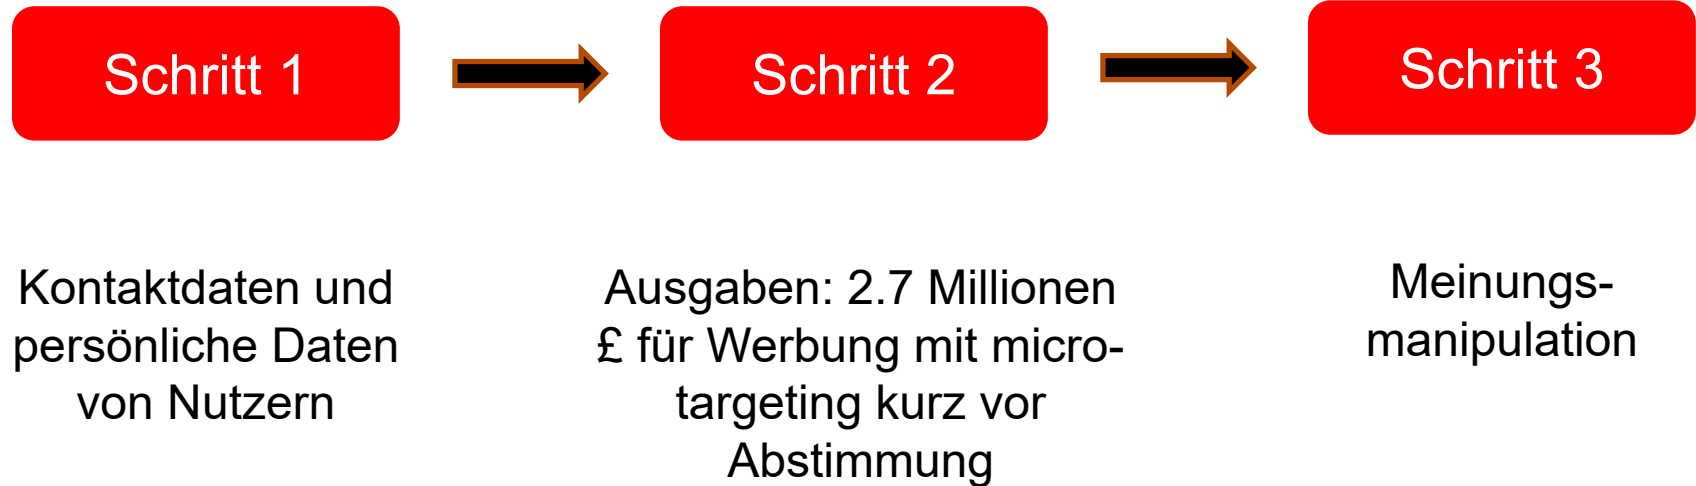 Schritt 1
Schritt 2
Schritt 3
Kontaktdaten und
persönliche Daten
von Nutzern
Ausgaben: 2.7 Millionen
£ für Werbung mit micro-
targeting kurz vor
Abstimmung
Meinungs-
manipulation